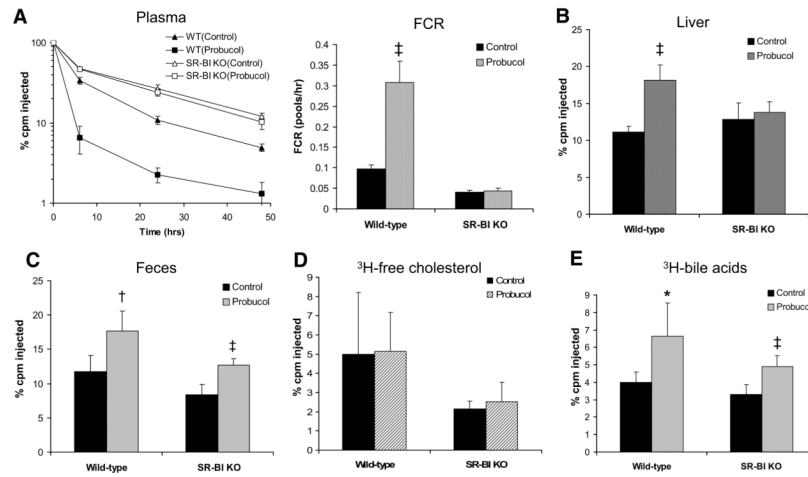 A
Plasma
WT(Control)
WT(Probucol)
SR-BI KO(Control)
SR-BI KO(Probucol)
% cpm injected
100
10
1
0 10 20 30 40 50
Time (hrs)
FCR
‡
Control
Probucol
FCR (pools/hr)
0.4
0.35
0.3
0.25
0.2
0.15
0.1
0.05
0
Wild-type SR-BI KO
B
Liver
‡
Control
Probucol
% cpm injected
25
20
15
10
5
0
Wild-type SR-BI KO
C
Feces
†
‡
Control
Probucol
% cpm injected
25
20
15
10
5
0
Wild-type SR-BI KO
D
³H-free cholesterol
Control
Probucol
% cpm injected
9
8
7
6
5
4
3
2
1
0
Wild-type SR-BI KO
E
³H-bile acids
*
‡
Control
Probucol
% cpm injected
9
8
7
6
5
4
3
2
1
0
Wild-type SR-BI KO